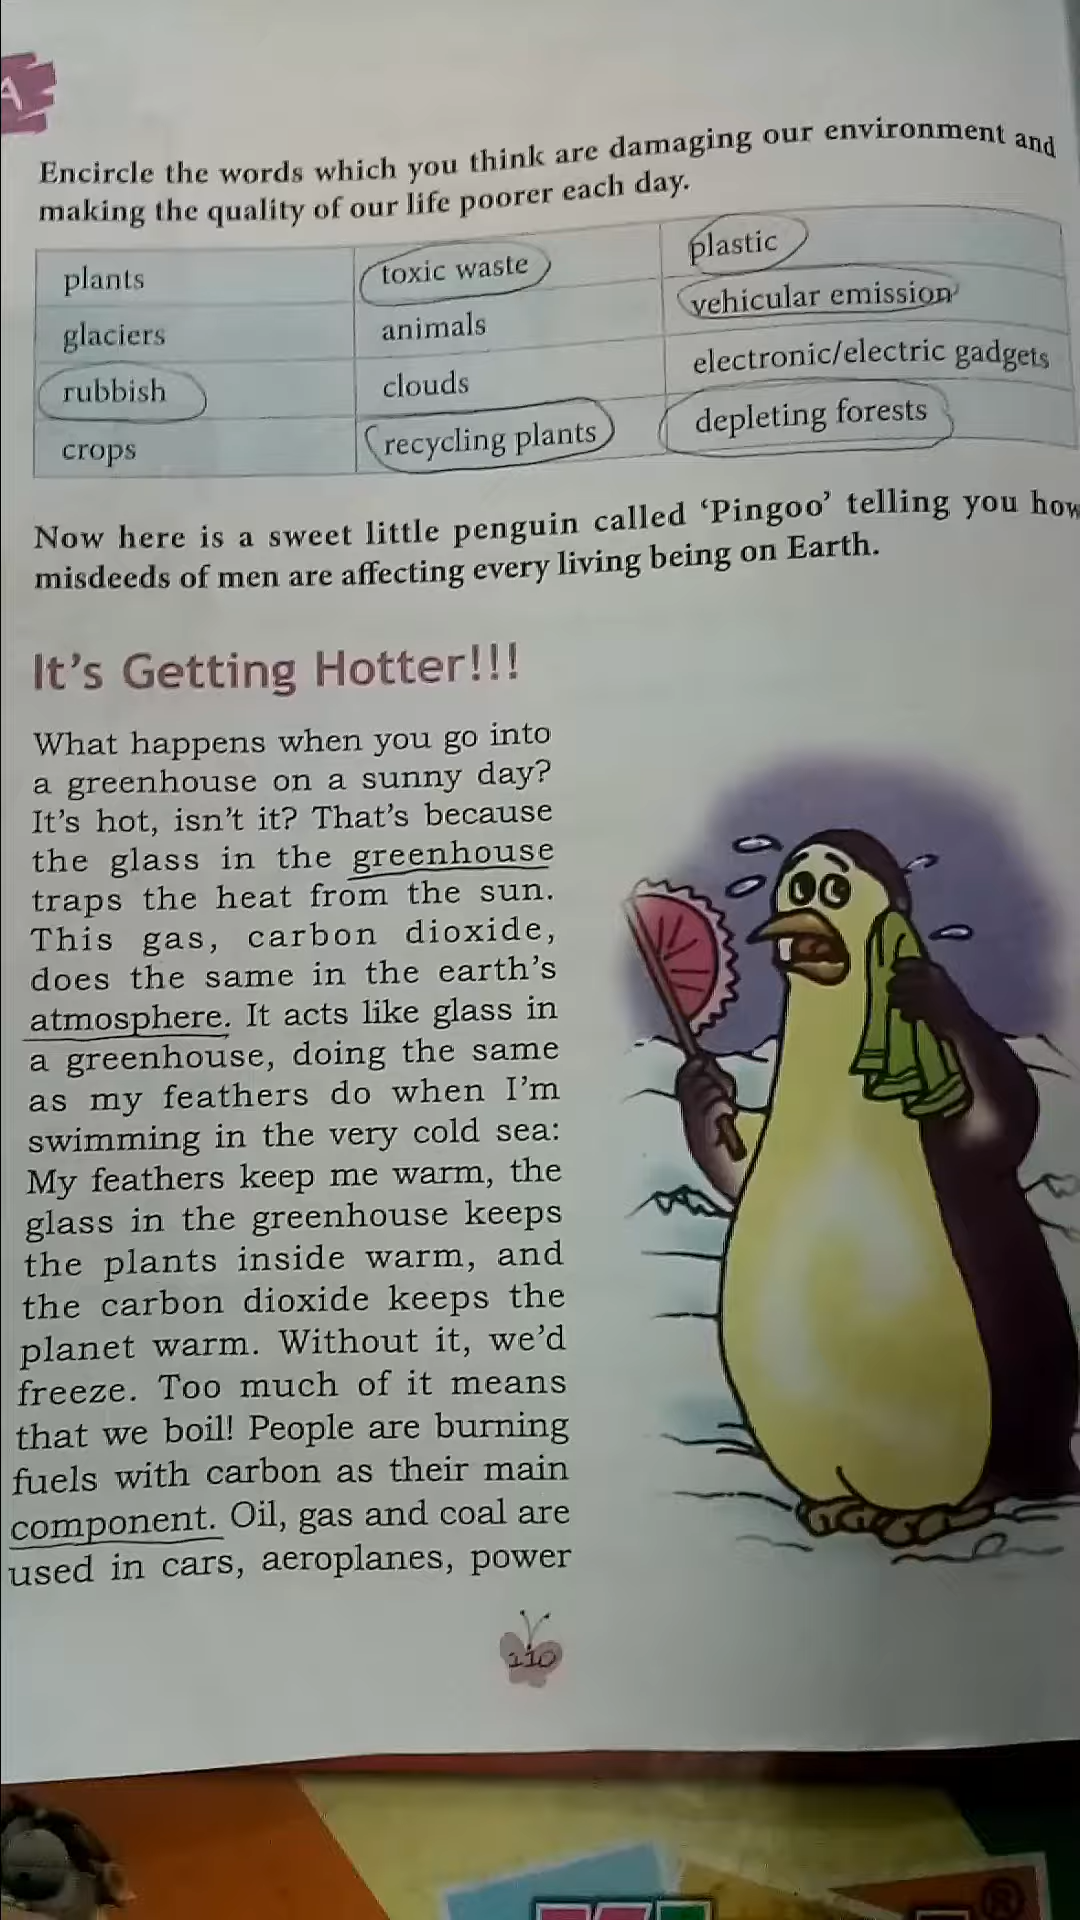 A
Encircle the words which you think are damaging our environment and
making the quality of our life poorer each day.
plants toxic waste plastic
glaciers animals vehicular emission
rubbish clouds electronic/electric gadgets
crops recycling plants depleting forests
Now here is a sweet little penguin called ‘Pingoo’ telling you how
misdeeds of men are affecting every living being on Earth.
It’s Getting Hotter!!!
What happens when you go into
a greenhouse on a sunny day?
It’s hot, isn’t it? That’s because
the glass in the greenhouse
traps the heat from the sun.
This gas, carbon dioxide,
does the same in the earth’s
atmosphere. It acts like glass in
a greenhouse, doing the same
as my feathers do when I’m
swimming in the very cold sea:
My feathers keep me warm, the
glass in the greenhouse keeps
the plants inside warm, and
the carbon dioxide keeps the
planet warm. Without it, we’d
freeze. Too much of it means
that we boil! People are burning
fuels with carbon as their main
component. Oil, gas and coal are
used in cars, aeroplanes, power
110
®